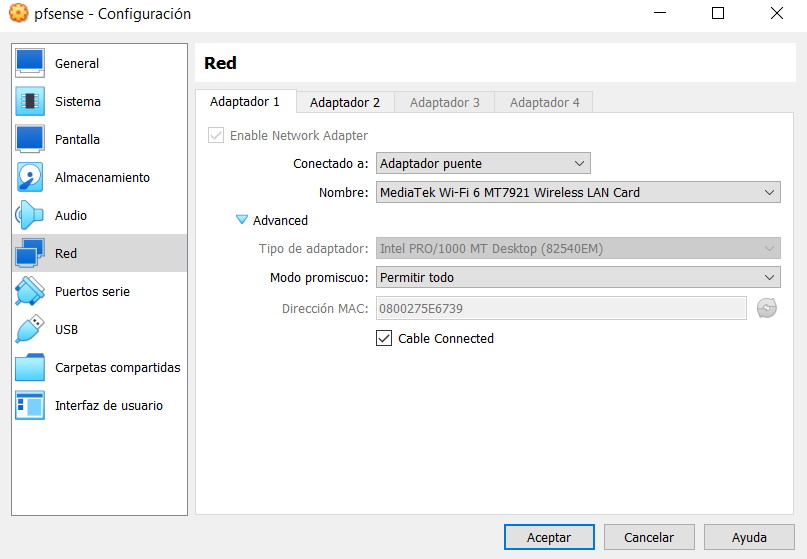 pfsense - Configuración
General
Sistema
Pantalla
Almacenamiento
Audio
Red
Puertos serie
USB
Carpetas compartidas
Interfaz de usuario
Red
Adaptador 1 Adaptador 2 Adaptador 3 Adaptador 4
Enable Network Adapter
Conectado a: Adaptador puente
Nombre: MediaTek Wi-Fi 6 MT7921 Wireless LAN Card
Advanced
Tipo de adaptador: Intel PRO/1000 MT Desktop (82540EM)
Modo promiscuo: Permitir todo
Dirección MAC: 0800275E6739
Cable Connected
Aceptar Cancelar Ayuda